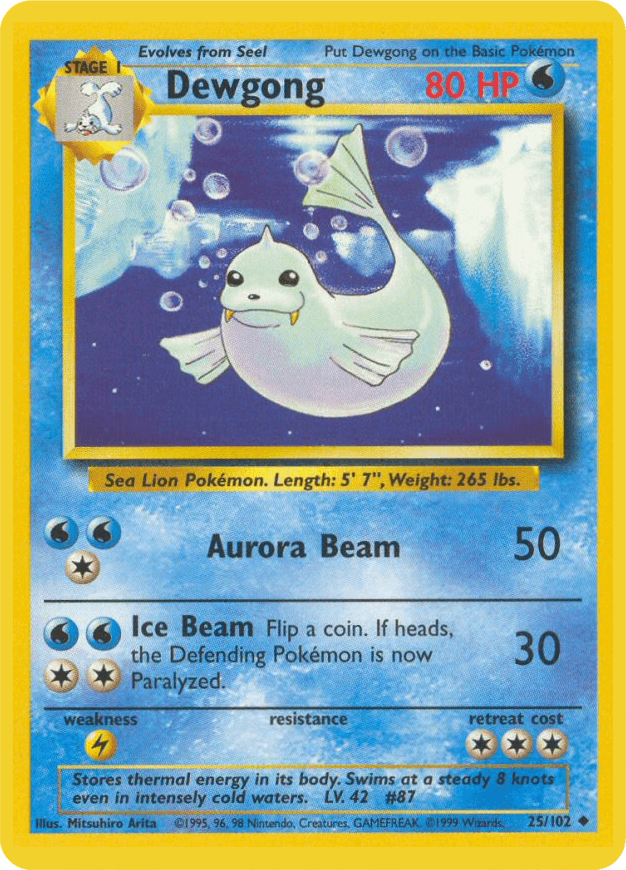 Evolves from Seel Put Dewgong on the Basic Pokémon
STAGE 1
Dewgong 80 HP
Sea Lion Pokémon. Length: 5' 7", Weight: 265 lbs.
Aurora Beam 50
Ice Beam Flip a coin. If heads,
the Defending Pokémon is now 30
Paralyzed.
weakness resistance retreat cost
Stores thermal energy in its body. Swims at a steady 8 knots
even in intensely cold waters. LV. 42 #87
Illus. Mitsuhiro Arita ©1995, 96, 98 Nintendo, Creatures, GAMEFREAK. ©1999 Wizards. 25/102